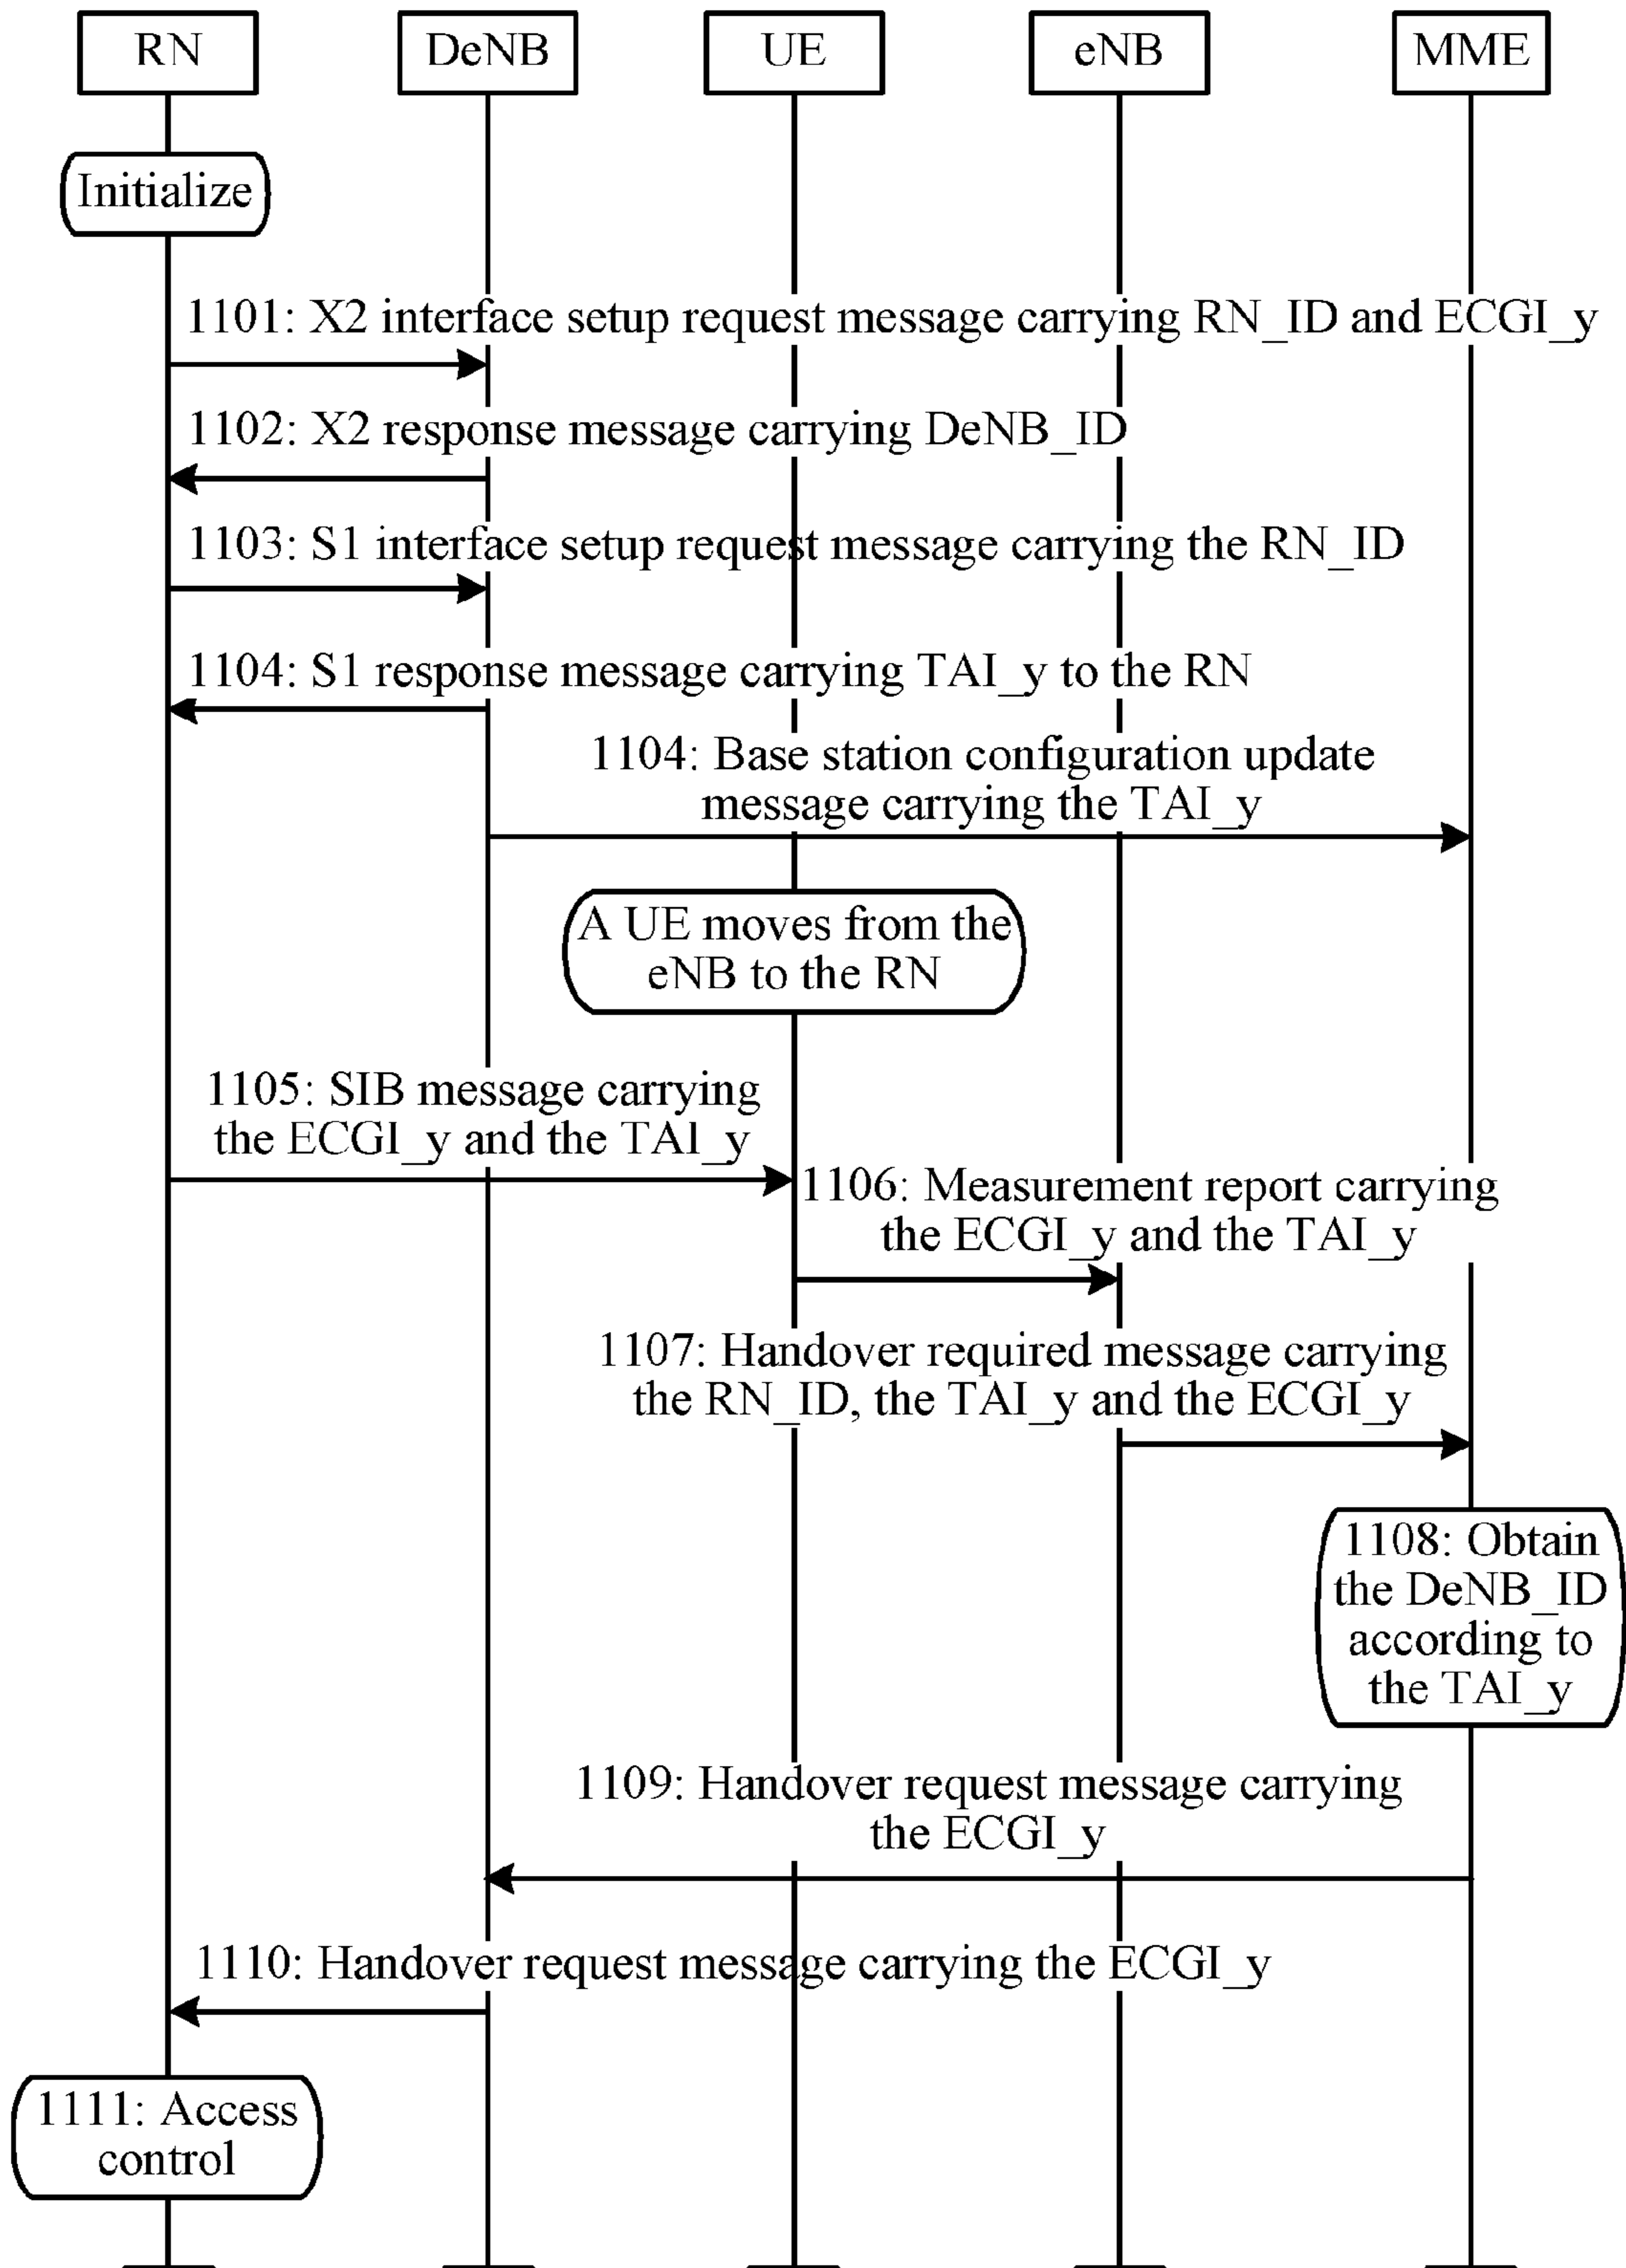 RN
DeNB
UE
eNB
MME
Initialize
1101: X2 interface setup request message carrying RN_ID and ECGI_y
1102: X2 response message carrying DeNB_ID
1103: S1 interface setup request message carrying the RN_ID
1104: S1 response message carrying TAI_y to the RN
1104: Base station configuration update
message carrying the TAI_y
A UE moves from the
eNB to the RN
1105: SIB message carrying
the ECGI_y and the TAI_y
1106: Measurement report carrying
the ECGI_y and the TAI_y
1107: Handover required message carrying
the RN_ID, the TAI_y and the ECGI_y
1108: Obtain
the DeNB_ID
according to
the TAI_y
1109: Handover request message carrying
the ECGI_y
1110: Handover request message carrying the ECGI_y
1111: Access
control